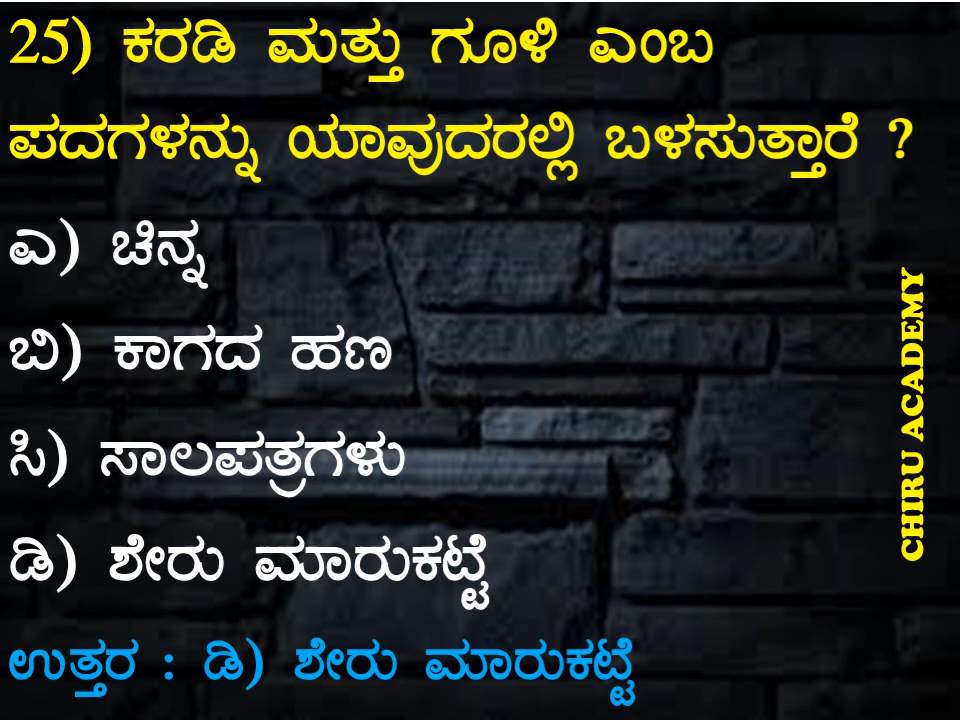 25) ಕರಡಿ ಮತ್ತು ಗೂಳಿ ಎಂಬ
ಪದಗಳನ್ನು ಯಾವುದರಲ್ಲಿ ಬಳಸುತ್ತಾರೆ ?
ಎ) ಚಿನ್ನ
ಬಿ) ಕಾಗದ ಹಣ
ಸಿ) ಸಾಲಪತ್ರಗಳು
ಡಿ) ಶೇರು ಮಾರುಕಟ್ಟೆ
ಉತ್ತರ : ಡಿ) ಶೇರು ಮಾರುಕಟ್ಟೆ
CHIRU ACADEMY